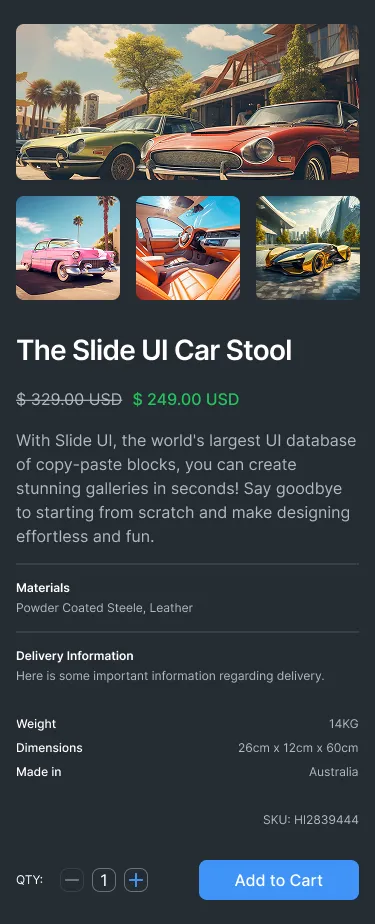 The Slide UI Car Stool
$ 329.00 USD $ 249.00 USD
With Slide UI, the world's largest UI database
of copy-paste blocks, you can create
stunning galleries in seconds! Say goodbye
to starting from scratch and make designing
effortless and fun.
Materials
Powder Coated Steele, Leather
Delivery Information
Here is some important information regarding delivery.
Weight 14KG
Dimensions 26cm x 12cm x 60cm
Made in Australia
SKU: HI2839444
QTY: 1 Add to Cart